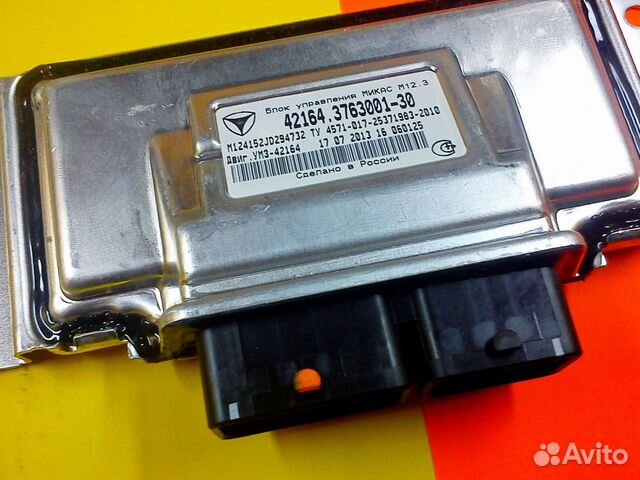 Блок управления МИКАС М12.3
42164.3763001-30
M124152JD294732 ТУ 4571-017-25371983-2010
Двиг.УМЗ-42164 17 07 2013 16 060125
Сделано в России
Avito